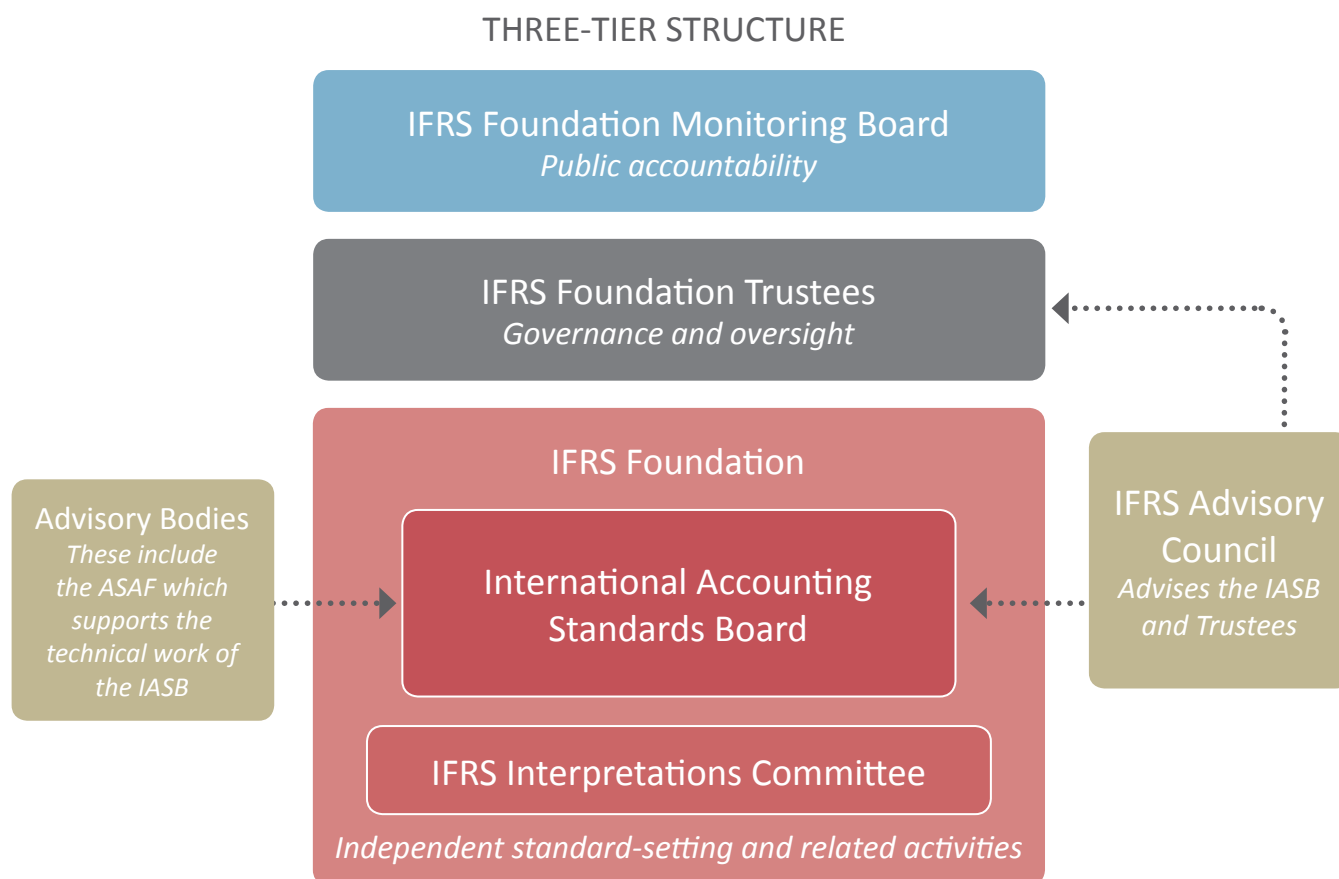 THREE-TIER STRUCTURE
IFRS Foundation Monitoring Board
Public accountability
IFRS Foundation Trustees
Governance and oversight
IFRS Foundation
Advisory Bodies
These include
the ASAF which
supports the
technical work of
the IASB
International Accounting
Standards Board
IFRS Advisory
Council
Advises the IASB
and Trustees
IFRS Interpretations Committee
Independent standard-setting and related activities